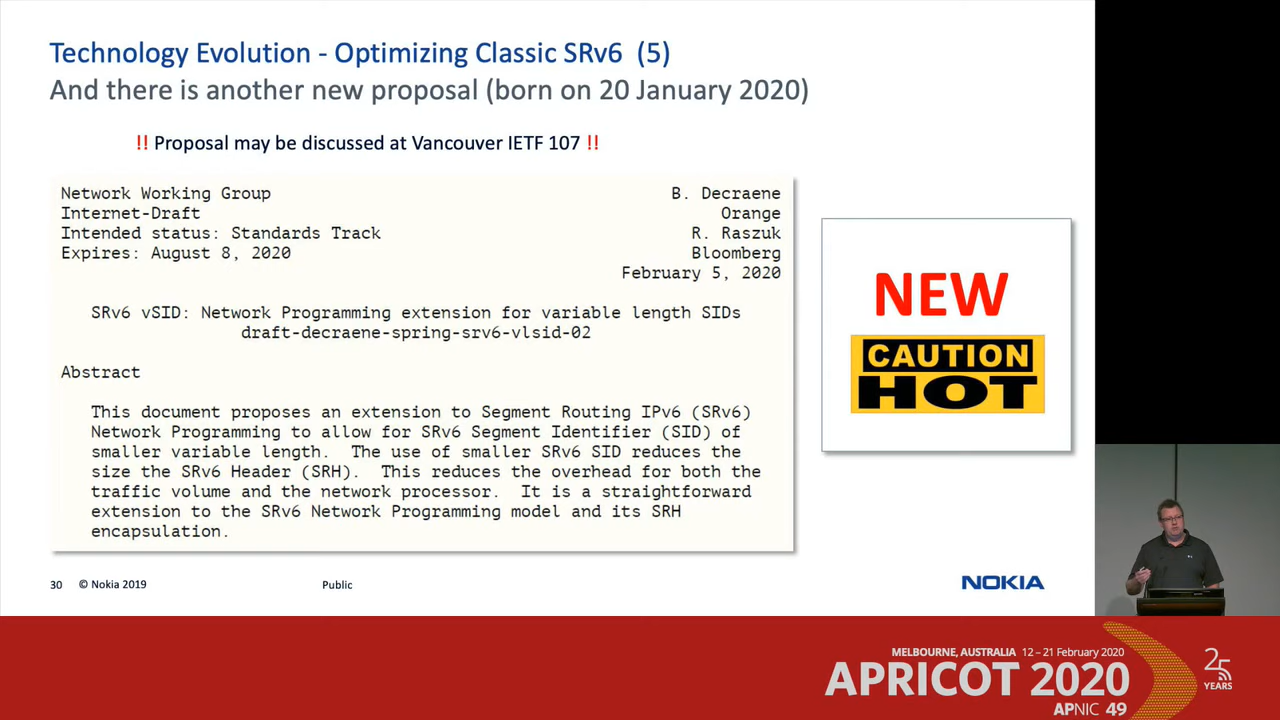 Technology Evolution - Optimizing Classic SRv6 (5)
And there is another new proposal (born on 20 January 2020)
!! Proposal may be discussed at Vancouver IETF 107 !!
Network Working Group B. Decraene
Internet-Draft Orange
Intended status: Standards Track R. Raszuk
Expires: August 8, 2020 Bloomberg
February 5, 2020
SRv6 vSID: Network Programming extension for variable length SIDs
draft-decraene-spring-srv6-vlsid-02
Abstract
This document proposes an extension to Segment Routing IPv6 (SRv6)
Network Programming to allow for SRv6 Segment Identifier (SID) of
smaller variable length. The use of smaller SRv6 SID reduces the
size the SRv6 Header (SRH). This reduces the overhead for both the
traffic volume and the network processor. It is a straightforward
extension to the SRv6 Network Programming model and its SRH
encapsulation.
NEW
CAUTION
HOT
30 © Nokia 2019 Public NOKIA
MELBOURNE, AUSTRALIA 12 – 21 February 2020
APRICOT 2020
APNIC 49
25
YEARS